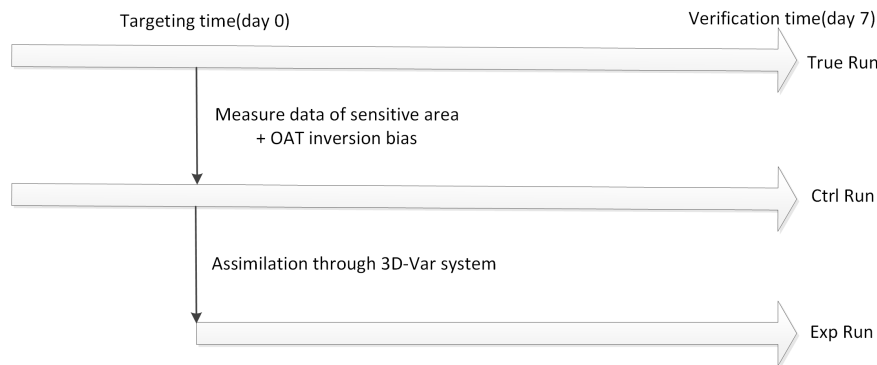 Targeting time(day 0)
Verification time(day 7)
True Run
Measure data of sensitive area
+ OAT inversion bias
Ctrl Run
Assimilation through 3D-Var system
Exp Run